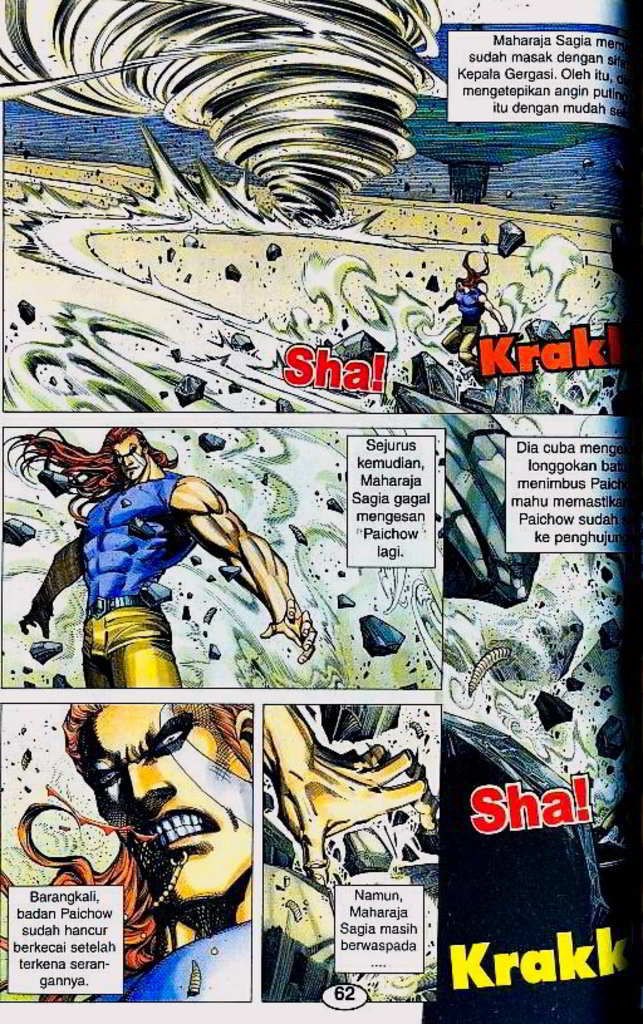 Maharaja Sagia
sudah masak dengan
Kepala Gergasi. Oleh itu,
mengetepikan angin
itu dengan mudah
Sha!
Sejurus
kemudian,
Maharaja
Sagia gagal
mengesan
Paichow
lagi.
Dia cuba
longgokan
menimbus
mahu memastikan
Paichow sudah
ke
Sha!
Barangkali,
badan Paichow
sudah hancur
berkecai setelah
terkena seran-
gannya.
Namun,
Maharaja
Sagia masih
berwaspada
....
Krakk
62